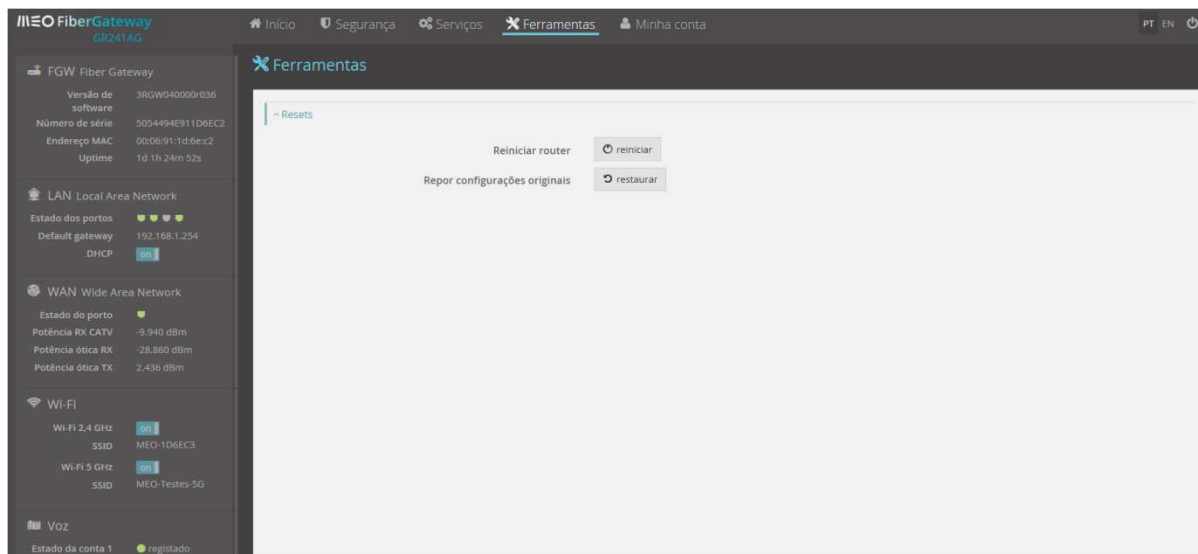 MEO FiberGateway
GR241AG
Início Segurança Serviços Ferramentas Minha conta PT EN
FGW Fiber Gateway
Versão de software 3RGW040000r036
Número de série 5054494E911D6EC2
Endereço MAC 00:06:91:1d:6e:c2
Uptime 1d 1h 24m 52s
LAN Local Area Network
Estado dos portos
Default gateway 192.168.1.254
DHCP on
WAN Wide Area Network
Estado do porto
Potência RX CATV -9.940 dBm
Potência ótica RX -28.860 dBm
Potência ótica TX 2.436 dBm
Wi-Fi
Wi-Fi 2,4 GHz on
SSID MEO-1D6EC3
Wi-Fi 5 GHz on
SSID MEO-Testes-5G
Voz
Estado da conta 1 registado
Ferramentas
Resets
Reiniciar router reiniciar
Repor configurações originais restaurar